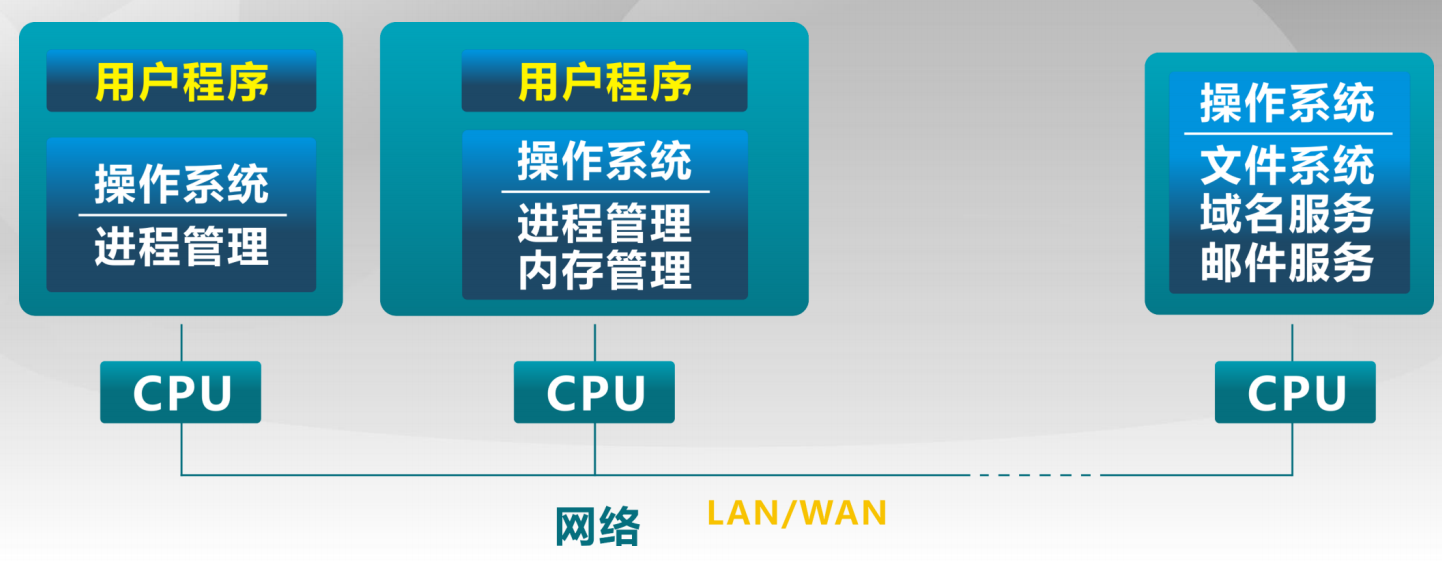 用户程序
操作系统
进程管理
用户程序
操作系统
进程管理
内存管理
操作系统
文件系统
域名服务
邮件服务
CPU
CPU
CPU
网络
LAN/WAN